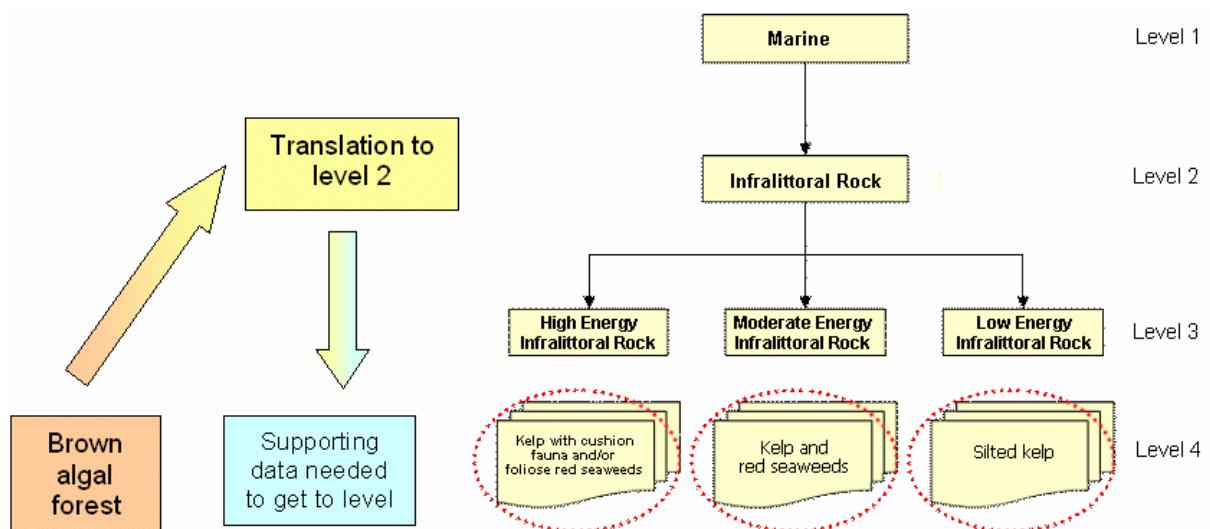 Marine
Level 1
Translation to
level 2
Infralittoral Rock
Level 2
High Energy
Infralittoral Rock
Moderate Energy
Infralittoral Rock
Low Energy
Infralittoral Rock
Level 3
Brown
algal
forest
Supporting
data needed
to get to level
Kelp with cushion
fauna and/or
foliose red seaweeds
Kelp and
red seaweeds
Silted kelp
Level 4